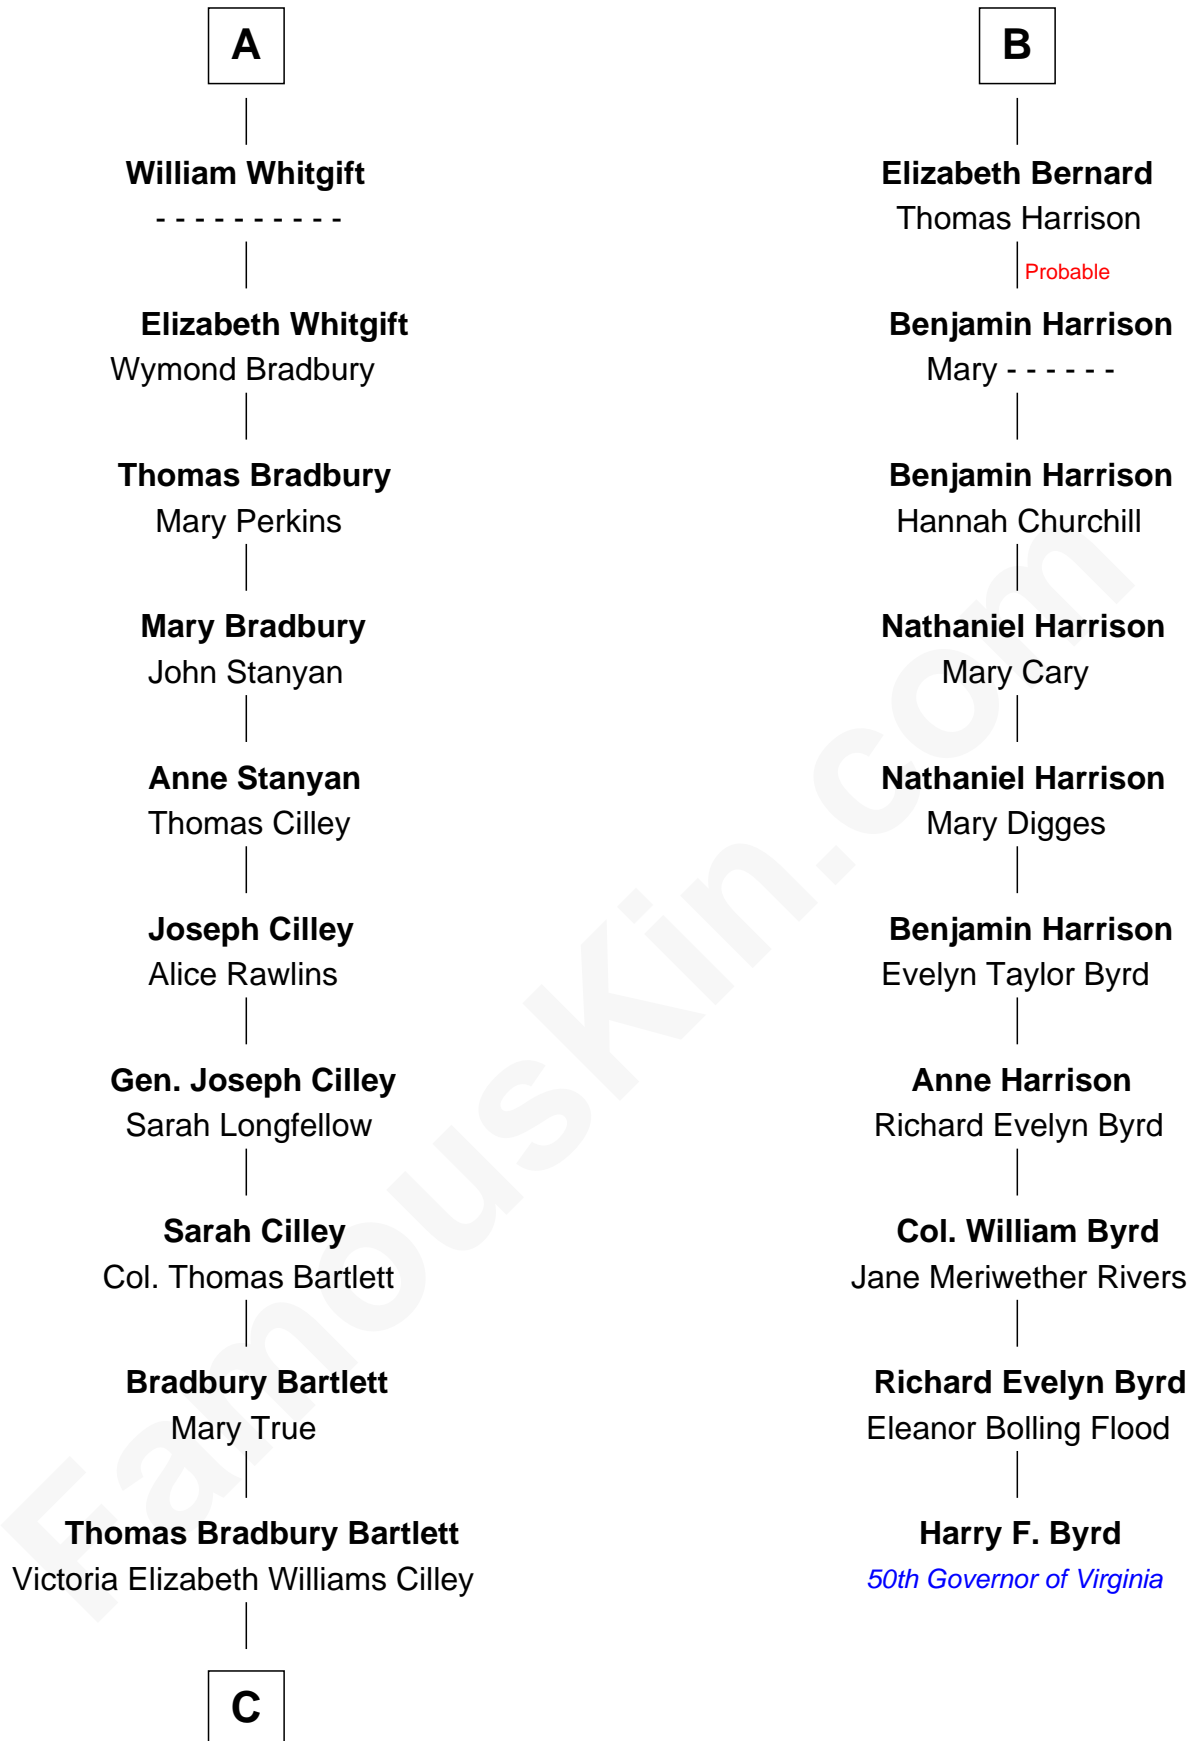 A
William Whitgift
- - - - - - - - - -
Elizabeth Whitgift
Wymond Bradbury
Thomas Bradbury
Mary Perkins
Mary Bradbury
John Stanyan
Anne Stanyan
Thomas Cilley
Joseph Cilley
Alice Rawlins
Gen. Joseph Cilley
Sarah Longfellow
Sarah Cilley
Col. Thomas Bartlett
Bradbury Bartlett
Mary True
Thomas Bradbury Bartlett
Victoria Elizabeth Williams Cilley
C
B
Elizabeth Bernard
Thomas Harrison
Probable
Benjamin Harrison
Mary - - - - - -
Benjamin Harrison
Hannah Churchill
Nathaniel Harrison
Mary Cary
Nathaniel Harrison
Mary Digges
Benjamin Harrison
Evelyn Taylor Byrd
Anne Harrison
Richard Evelyn Byrd
Col. William Byrd
Jane Meriwether Rivers
Richard Evelyn Byrd
Eleanor Bolling Flood
Harry F. Byrd
50th Governor of Virginia
FamousKin.com